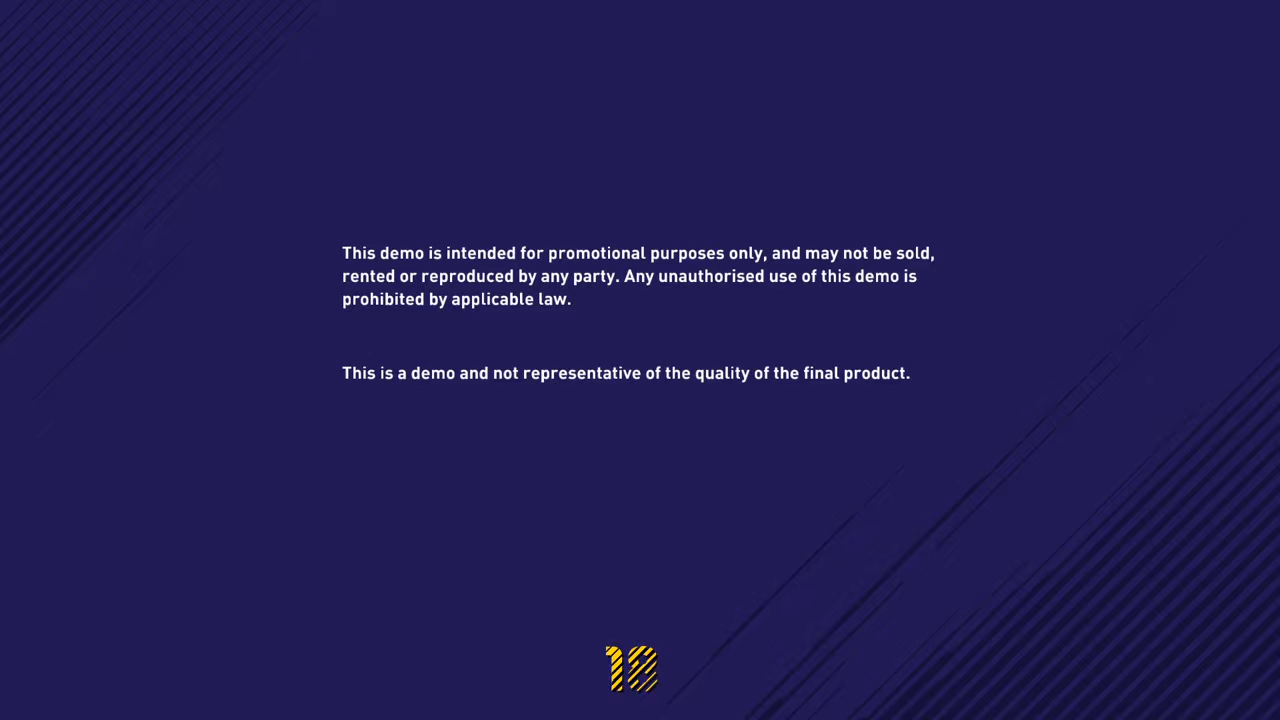 This demo is intended for promotional purposes only, and may not be sold,
rented or reproduced by any party. Any unauthorised use of this demo is
prohibited by applicable law.
This is a demo and not representative of the quality of the final product.
18